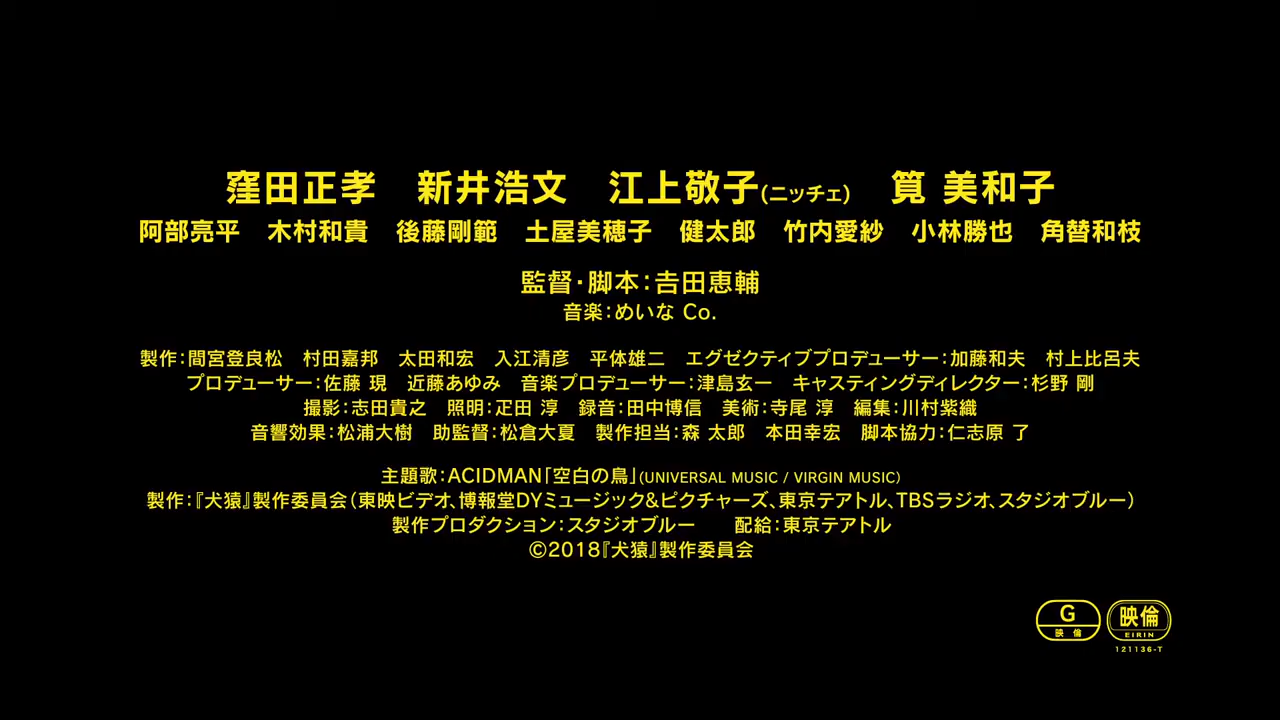 窪田正孝　新井浩文　江上敬子(ニッチェ)　筧 美和子
阿部亮平　木村和貴　後藤剛範　土屋美穂子　健太郎　竹内愛紗　小林勝也　角替和枝
監督・脚本：𠮷田恵輔
音楽：めいな Co.
製作：間宮登良松　村田嘉邦　太田和宏　入江清彦　平体雄二　エグゼクティブプロデューサー：加藤和夫　村上比呂夫
プロデューサー：佐藤 現　近藤あゆみ　音楽プロデューサー：津島玄一　キャスティングディレクター：杉野 剛
撮影：志田貴之　照明：疋田 淳　録音：田中博信　美術：寺尾 淳　編集：川村紫織
音響効果：松浦大樹　助監督：松倉大夏　製作担当：森 太郎　本田幸宏　脚本協力：仁志原 了
主題歌：ACIDMAN「空白の鳥」(UNIVERSAL MUSIC / VIRGIN MUSIC)
製作：『犬猿』製作委員会（東映ビデオ、博報堂DYミュージック&ピクチャーズ、東京テアトル、TBSラジオ、スタジオブルー）
製作プロダクション：スタジオブルー　　配給：東京テアトル
©2018『犬猿』製作委員会
G
映倫
映倫
EIRIN
121136-T